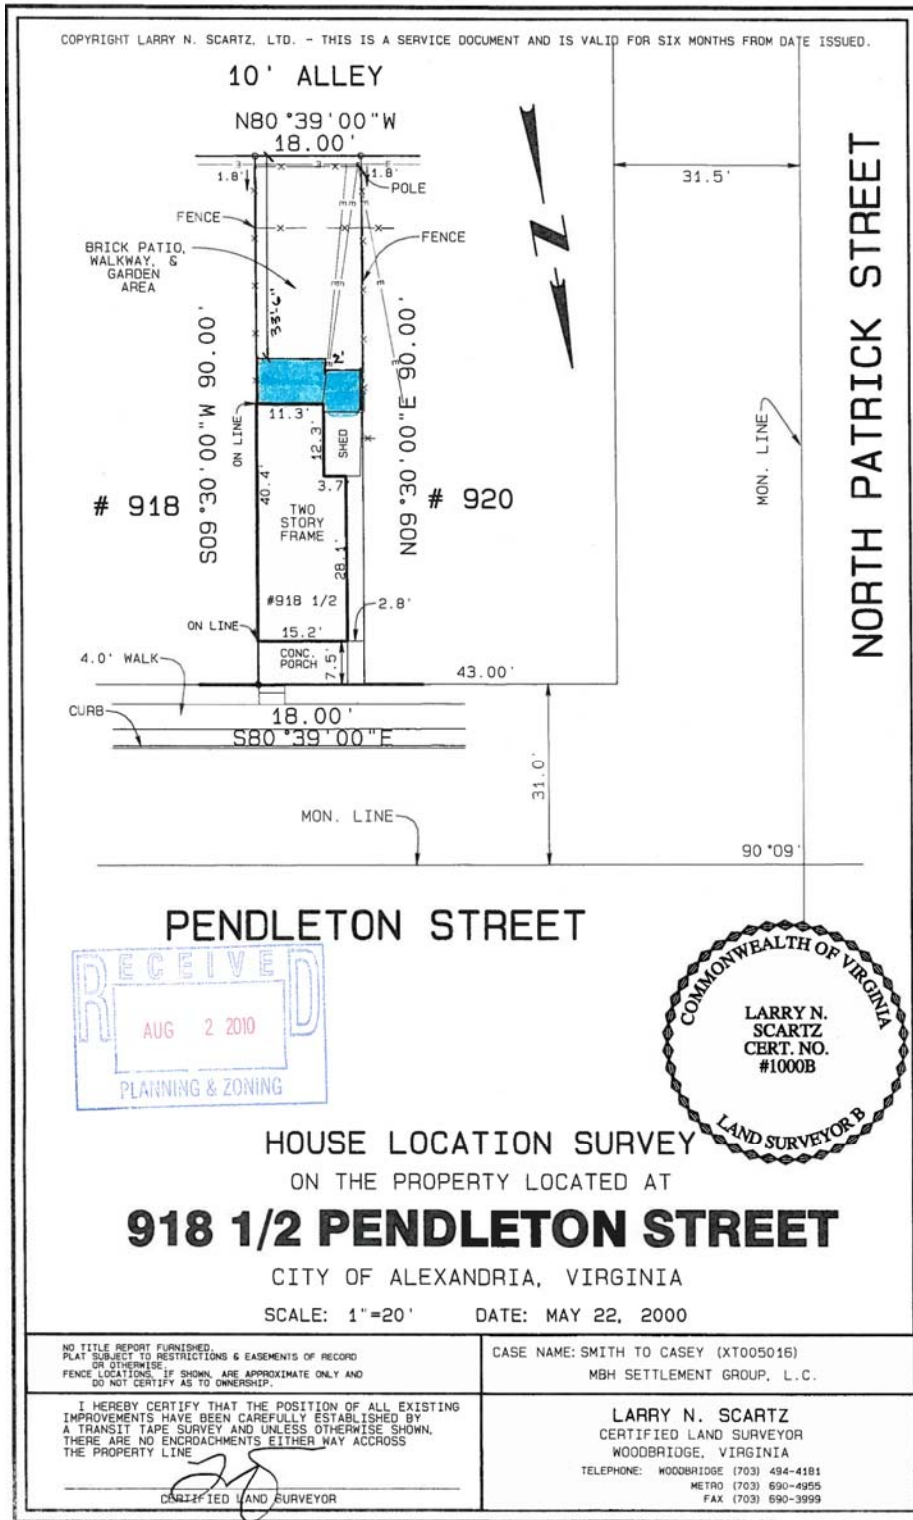 COPYRIGHT LARRY N. SCARTZ, LTD. - THIS IS A SERVICE DOCUMENT AND IS VALID FOR SIX MONTHS FROM DATE ISSUED.
10' ALLEY
N80°39'00"W
18.00'
1.8'
1.8'
POLE
31.5'
FENCE
FENCE
BRICK PATIO,
WALKWAY, &
GARDEN
AREA
33'-6"
2'
S09°30'00"W 90.00'
N09°30'00"E 90.00'
N
NORTH PATRICK STREET
MON. LINE
ON LINE
11.3'
12.3'
SHED
40.4'
3.7
# 918
# 920
TWO
STORY
FRAME
28.1'
#918 1/2
2.8'
ON LINE
15.2'
CONC.
PORCH
7.5'
4.0' WALK
43.00'
CURB
18.00'
S80°39'00"E
31.0'
MON. LINE
90°09'
PENDLETON STREET
RECEIVED
AUG 2 2010
PLANNING & ZONING
COMMONWEALTH OF VIRGINIA
LARRY N.
SCARTZ
CERT. NO.
#1000B
LAND SURVEYOR B
HOUSE LOCATION SURVEY
ON THE PROPERTY LOCATED AT
918 1/2 PENDLETON STREET
CITY OF ALEXANDRIA, VIRGINIA
SCALE: 1"=20' DATE: MAY 22, 2000
NO TITLE REPORT FURNISHED.
PLAT SUBJECT TO RESTRICTIONS & EASEMENTS OF RECORD
OR OTHERWISE.
FENCE LOCATIONS, IF SHOWN, ARE APPROXIMATE ONLY AND
DO NOT CERTIFY AS TO OWNERSHIP.
CASE NAME: SMITH TO CASEY (XT005016)
MBH SETTLEMENT GROUP, L.C.
I HEREBY CERTIFY THAT THE POSITION OF ALL EXISTING
IMPROVEMENTS HAVE BEEN CAREFULLY ESTABLISHED BY
A TRANSIT TAPE SURVEY AND UNLESS OTHERWISE SHOWN,
THERE ARE NO ENCROACHMENTS EITHER WAY ACCROSS
THE PROPERTY LINE
CERTIFIED LAND SURVEYOR
LARRY N. SCARTZ
CERTIFIED LAND SURVEYOR
WOODBRIDGE, VIRGINIA
TELEPHONE: WOODBRIDGE (703) 494-4181
METRO (703) 690-4955
FAX (703) 690-3999